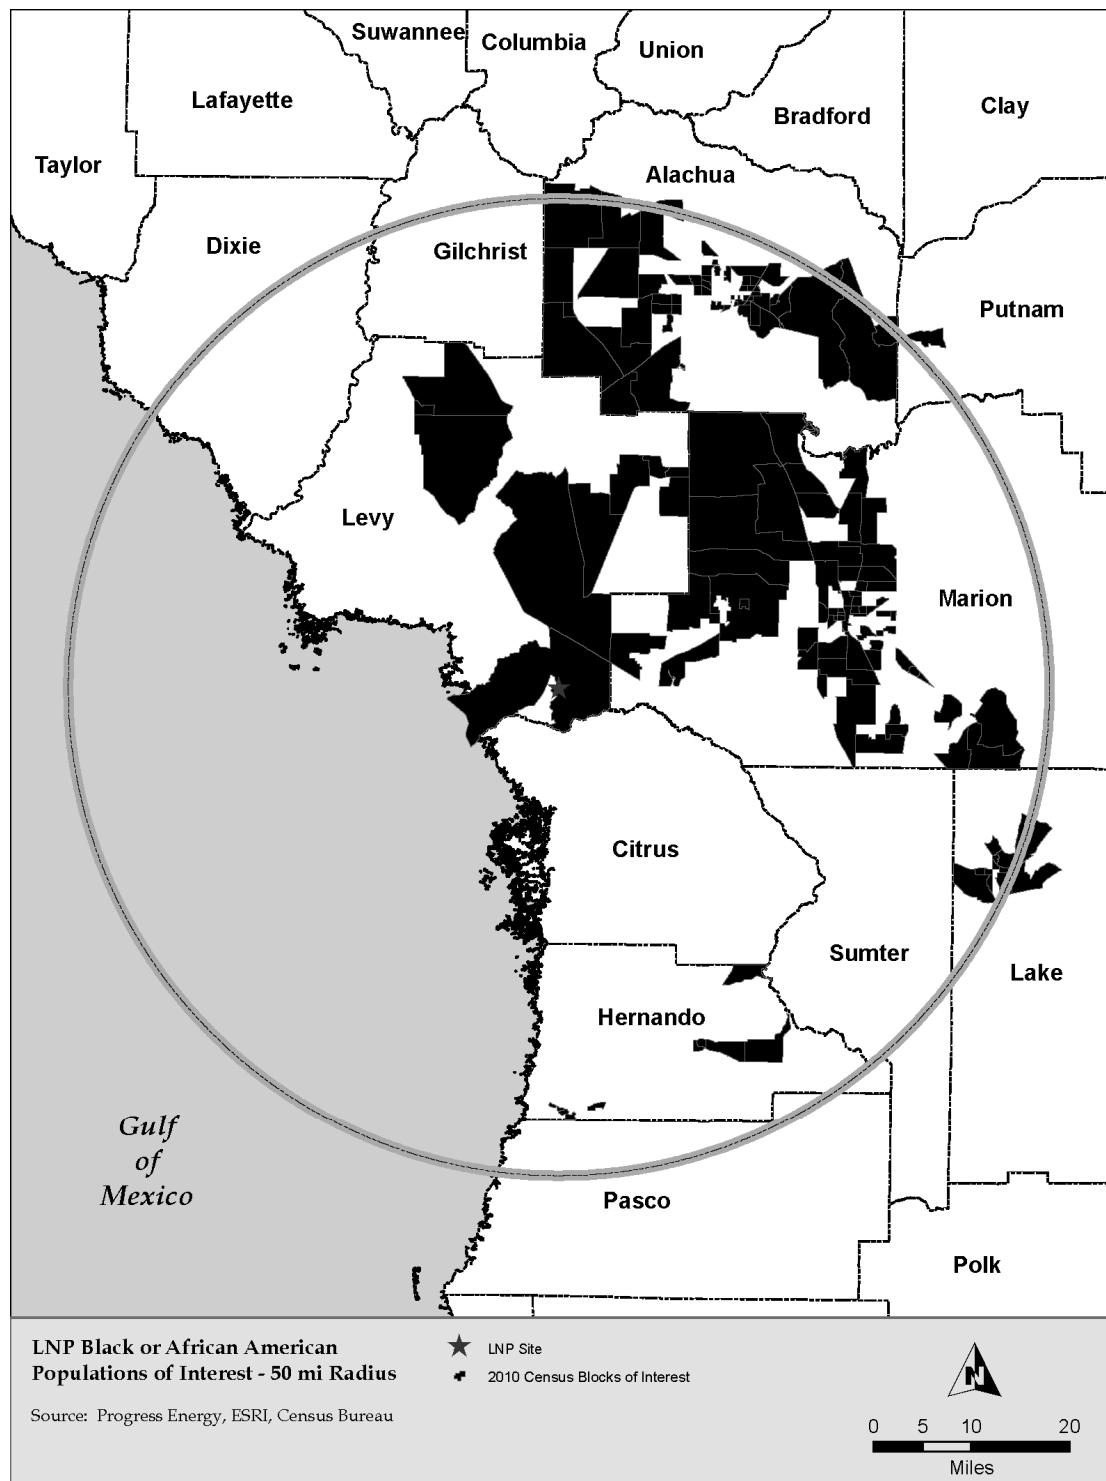 Suwannee
Columbia
Union
Lafayette
Bradford
Clay
Taylor
Alachua
Dixie
Gilchrist
Putnam
Levy
Marion
Citrus
Sumter
Lake
Hernando
Gulf
of
Mexico
Pasco
Polk
LNP Black or African American
Populations of Interest - 50 mi Radius
Source: Progress Energy, ESRI, Census Bureau
LNP Site
2010 Census Blocks of Interest
N
0 5 10 20
Miles